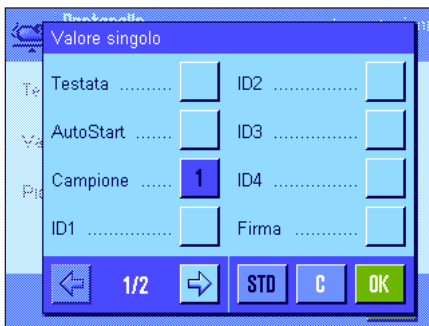 Valore singolo
Testata ..........
AutoStart .......
Campione ...... 1
ID1 ................
ID2 ................
ID3 ................
ID4 ................
Firma ............
1/2
STD
C
OK